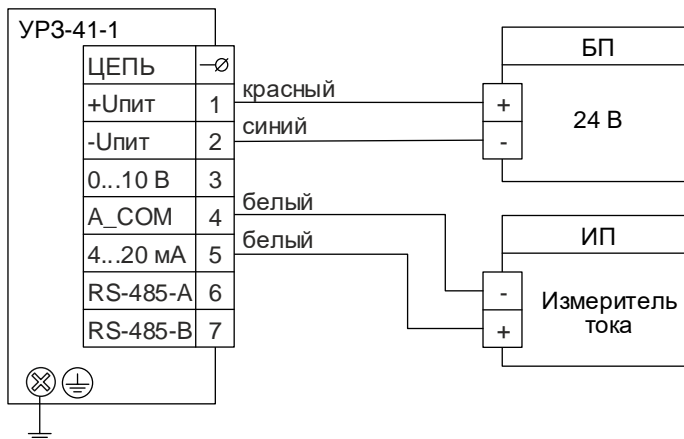 УРЗ-41-1
ЦЕПЬ
+Uпит 1 красный
-Uпит 2 синий
0...10 В 3
A_COM 4 белый
4...20 мА 5 белый
RS-485-A 6
RS-485-B 7
БП
+
24 В
-
ИП
-
Измеритель
тока
+